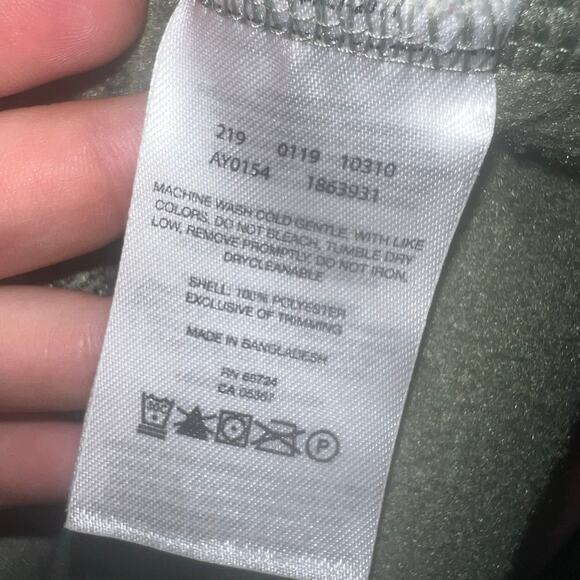 219 0119 10310
AY0154 1863931
MACHINE WASH COLD GENTLE, WITH LIKE
COLORS, DO NOT BLEACH, TUMBLE DRY
LOW, REMOVE PROMPTLY, DO NOT IRON,
DRYCLEANABLE
SHELL: 100% POLYESTER
EXCLUSIVE OF TRIMMING
MADE IN BANGLADESH
RN 66724
CA 05367
P